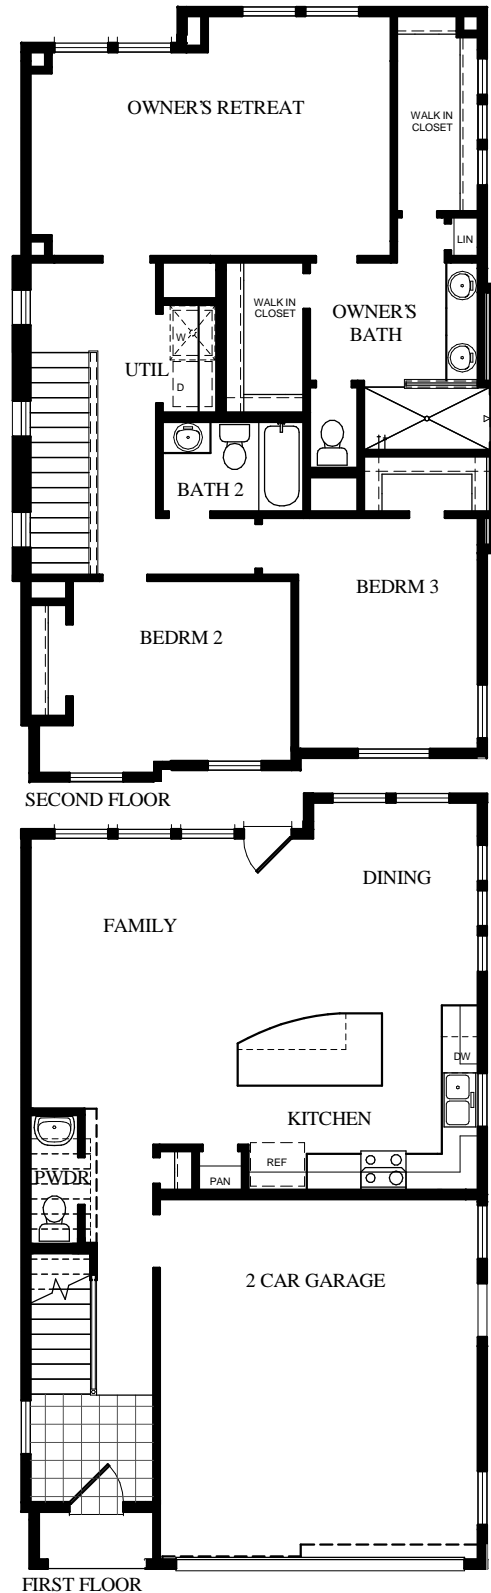 OWNER'S RETREAT
WALK IN
CLOSET
LIN
WALK IN
CLOSET
OWNER'S
BATH
W
UTIL
D
BATH 2
BEDRM 3
BEDRM 2
SECOND FLOOR
DINING
FAMILY
DW
KITCHEN
REF
PWDR
PAN
2 CAR GARAGE
FIRST FLOOR